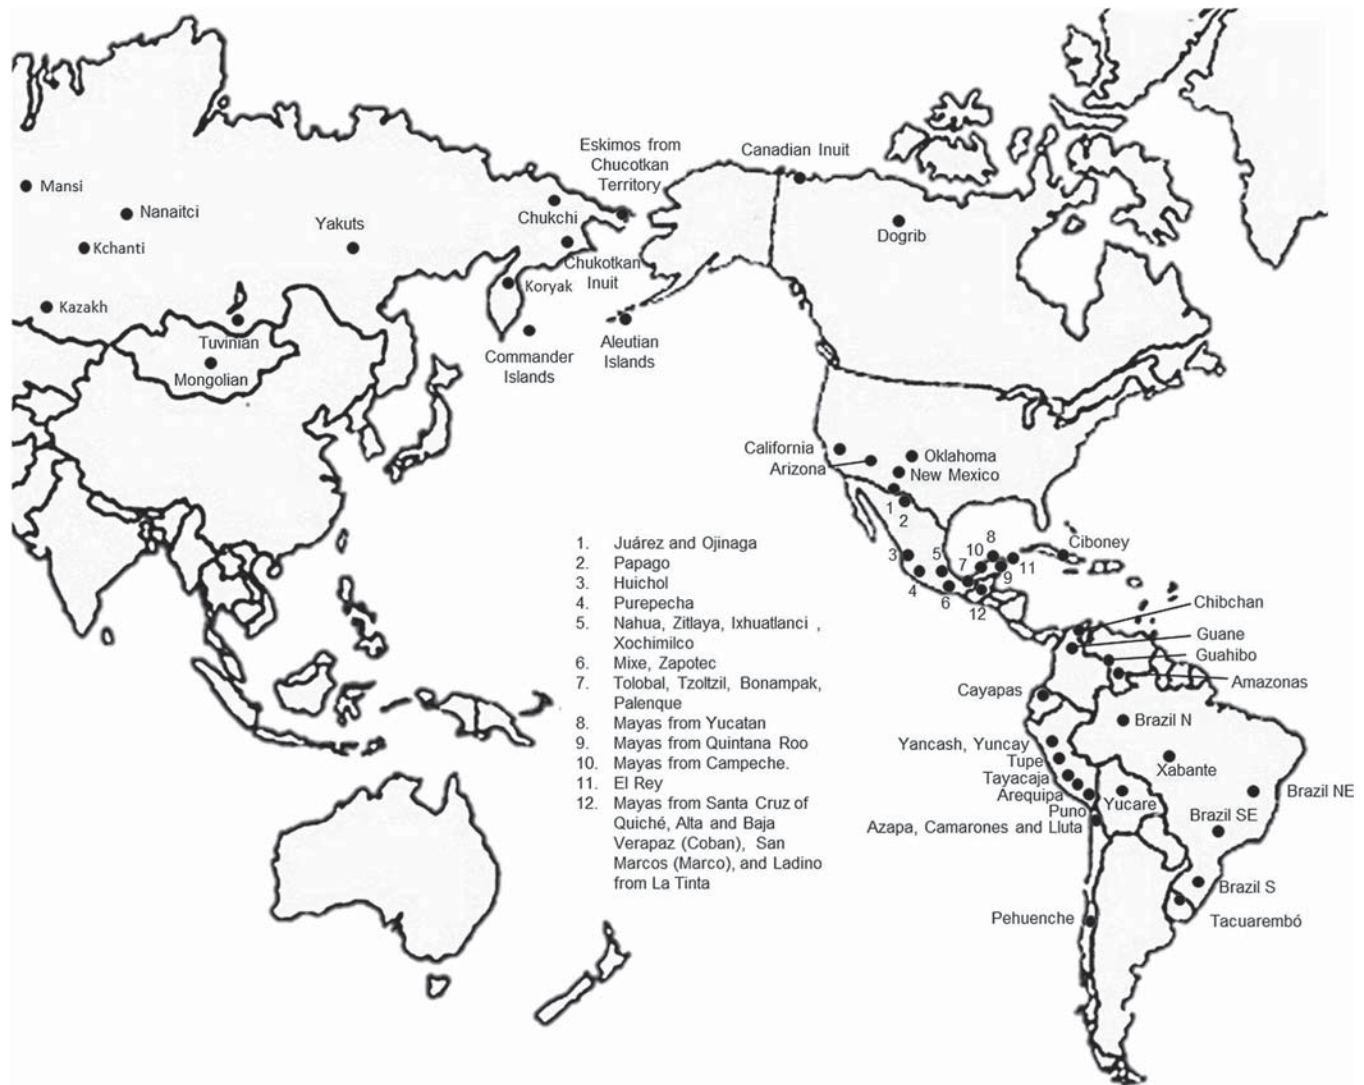 Eskimos from
Chucotkan
Territory
Canadian Inuit
Mansi
Nanaitci
Yakuts
Chukchi
Dogrib
Kchanti
Chukotkan
Inuit
Koryak
Kazakh
Tuvinian
Mongolian
Commander
Islands
Aleutian
Islands
California
Arizona
Oklahoma
New Mexico
1
2
3
4
5
6
7
8
9
10
11
12
Ciboney
1. Juárez and Ojinaga
2. Papago
3. Huichol
4. Purepecha
5. Nahua, Zitlaya, Ixhuatlanci ,
Xochimilco
6. Mixe, Zapotec
7. Tolobal, Tzoltzil, Bonampak,
Palenque
8. Mayas from Yucatan
9. Mayas from Quintana Roo
10. Mayas from Campeche.
11. El Rey
12. Mayas from Santa Cruz of
Quiché, Alta and Baja
Verapaz (Coban), San
Marcos (Marco), and Ladino
from La Tinta
Chibchan
Guane
Guahibo
Amazonas
Cayapas
Brazil N
Yancash, Yuncay
Tupe
Tayacaja
Arequipa
Puno
Azapa, Camarones and Lluta
Xabante
Yucare
Brazil NE
Brazil SE
Brazil S
Pehuenche
Tacuarembó